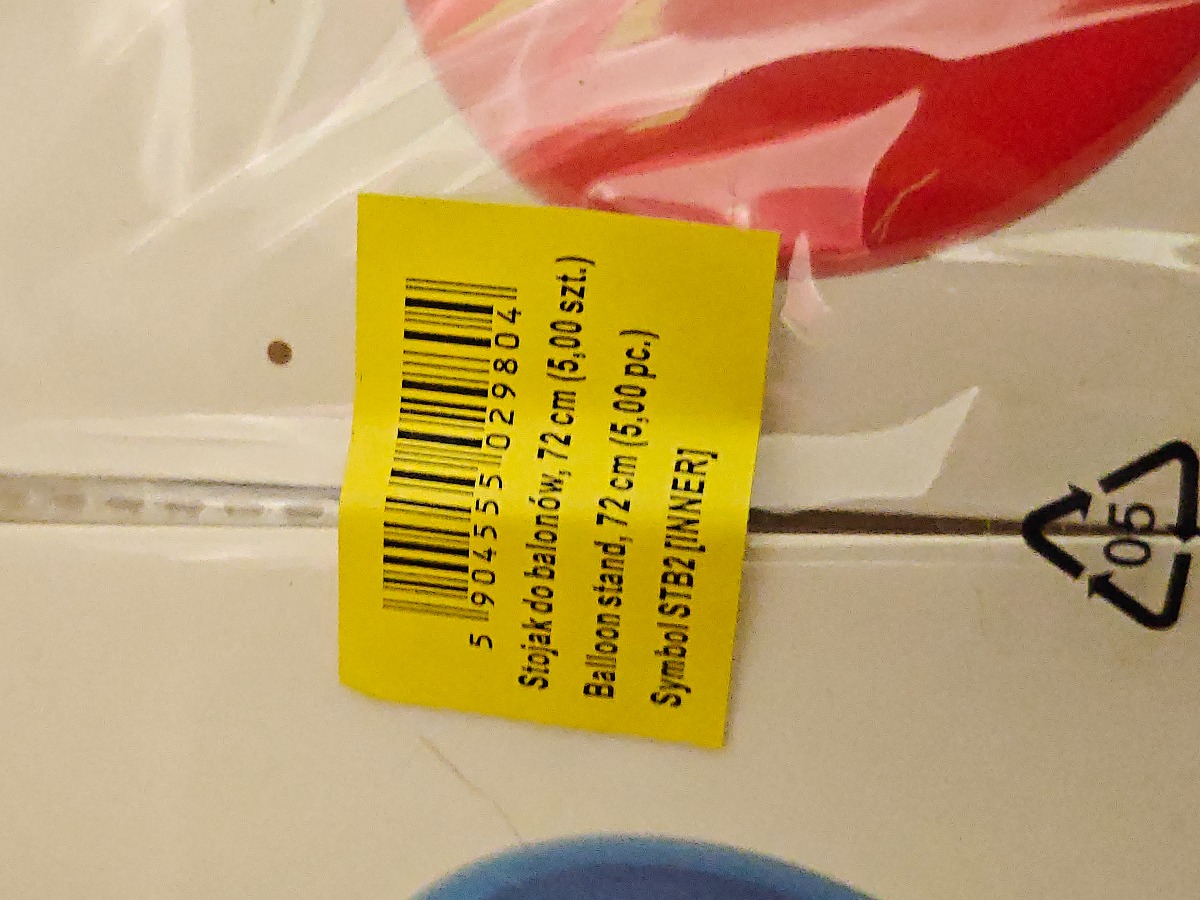 5 904555 029804
Stojak do balonów, 72 cm (5,00 szt.)
Balloon stand, 72 cm (5,00 pc.)
Symbol STB2 [INNER]
05